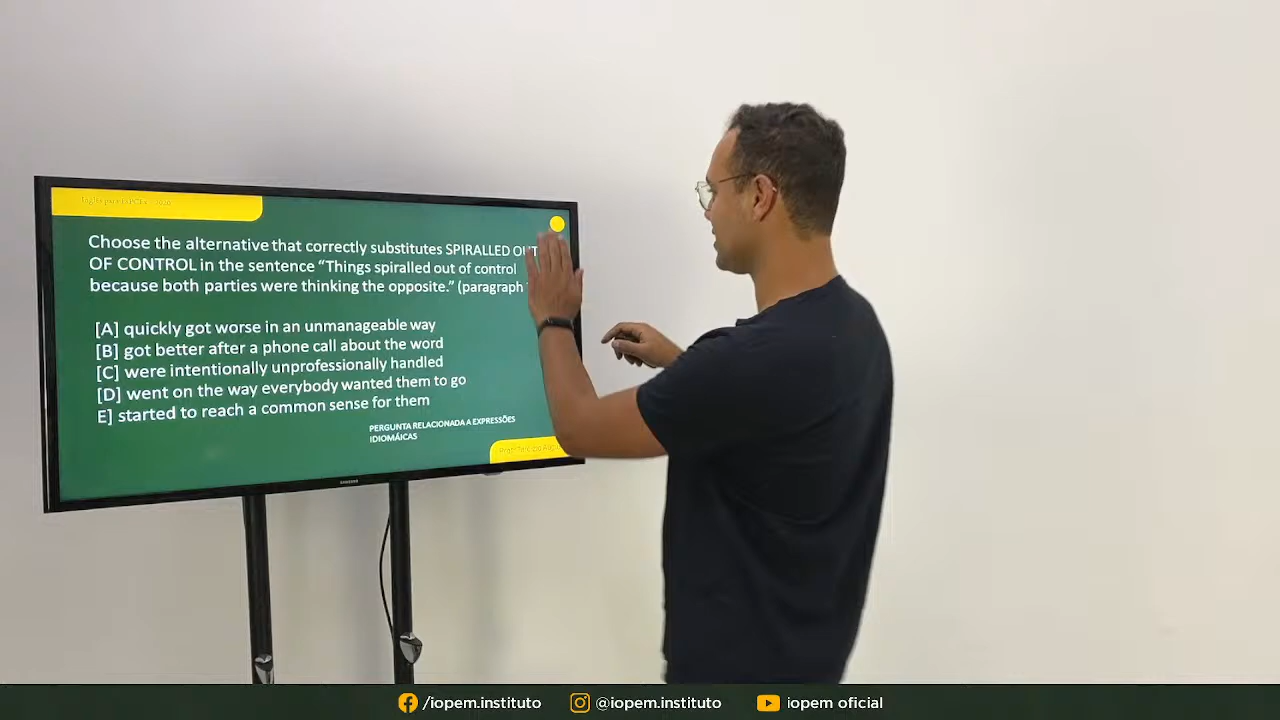 Choose the alternative that correctly substitutes SPIRALLED OUT
OF CONTROL in the sentence “Things spiralled out of control
because both parties were thinking the opposite.” (paragraph
[A] quickly got worse in an unmanageable way
[B] got better after a phone call about the word
[C] were intentionally unprofessionally handled
[D] went on the way everybody wanted them to go
E] started to reach a common sense for them
PERGUNTA RELACIONADA A EXPRESSÕES
IDIOMÁICAS
SAMSUNG
/iopem.instituto @iopem.instituto iopem oficial